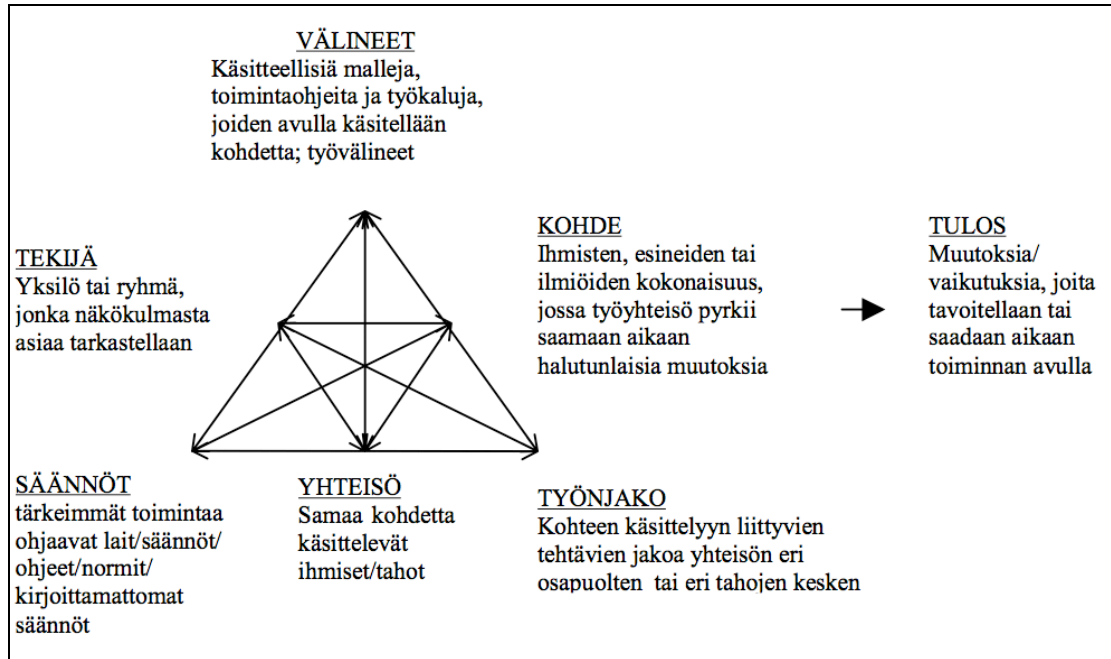 VÄLINEET
Käsitteellisiä malleja,
toimintaohjeita ja työkaluja,
joiden avulla käsitellään
kohdetta; työvälineet
TEKIJÄ
Yksilö tai ryhmä,
jonka näkökulmasta
asiaa tarkastellaan
KOHDE
Ihmisten, esineiden tai
ilmiöiden kokonaisuus,
jossa työyhteisö pyrkii
saamaan aikaan
halutunlaisia muutoksia
TULOS
Muutoksia/
vaikutuksia, joita
tavoitellaan tai
saadaan aikaan
toiminnan avulla
SÄÄNNÖT
tärkeimmät toimintaa
ohjaavat lait/säännöt/
ohjeet/normit/
kirjoittamattomat
säännöt
YHTEISÖ
Samaa kohdetta
käsittelevät
ihmiset/tahot
TYÖNJAKO
Kohteen käsittelyyn liittyvien
tehtävien jakoa yhteisön eri
osapuolten tai eri tahojen kesken